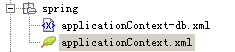 spring
applicationContext-db.xml
applicationContext.xml